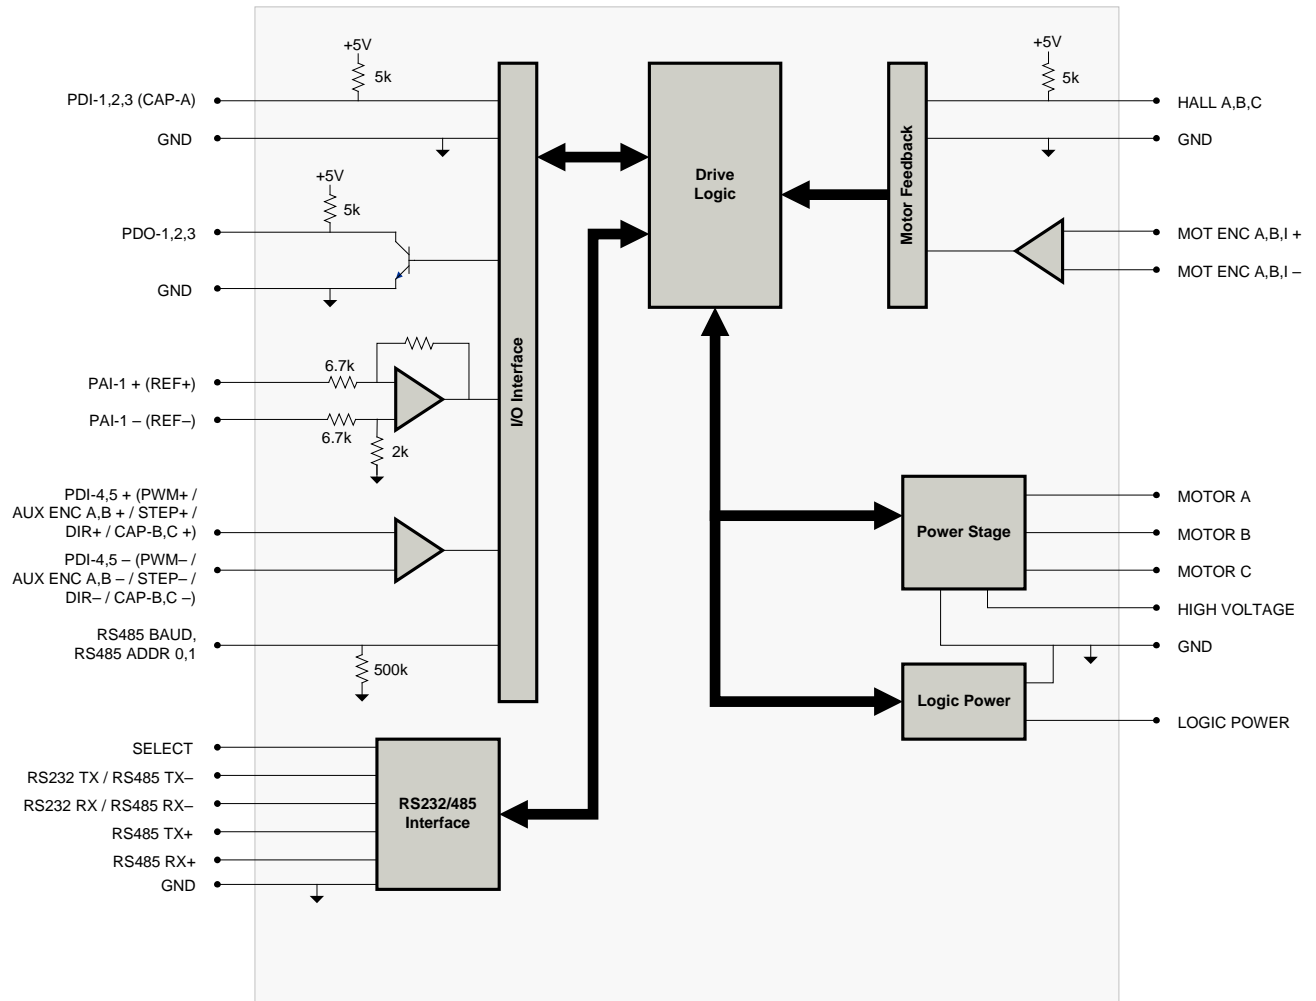 +5V
5k
PDI-1,2,3 (CAP-A)
GND
+5V
5k
PDO-1,2,3
GND
6.7k
PAI-1 + (REF+)
PAI-1 – (REF–)
6.7k
2k
PDI-4,5 + (PWM+ /
AUX ENC A,B + / STEP+ /
DIR+ / CAP-B,C +)
PDI-4,5 – (PWM– /
AUX ENC A,B – / STEP– /
DIR– / CAP-B,C –)
RS485 BAUD,
RS485 ADDR 0,1
500k
I/O Interface
SELECT
RS232 TX / RS485 TX–
RS232 RX / RS485 RX–
RS485 TX+
RS485 RX+
GND
RS232/485
Interface
Drive
Logic
Motor Feedback
+5V
5k
HALL A,B,C
GND
MOT ENC A,B,I +
MOT ENC A,B,I –
Power Stage
MOTOR A
MOTOR B
MOTOR C
HIGH VOLTAGE
GND
Logic Power
LOGIC POWER